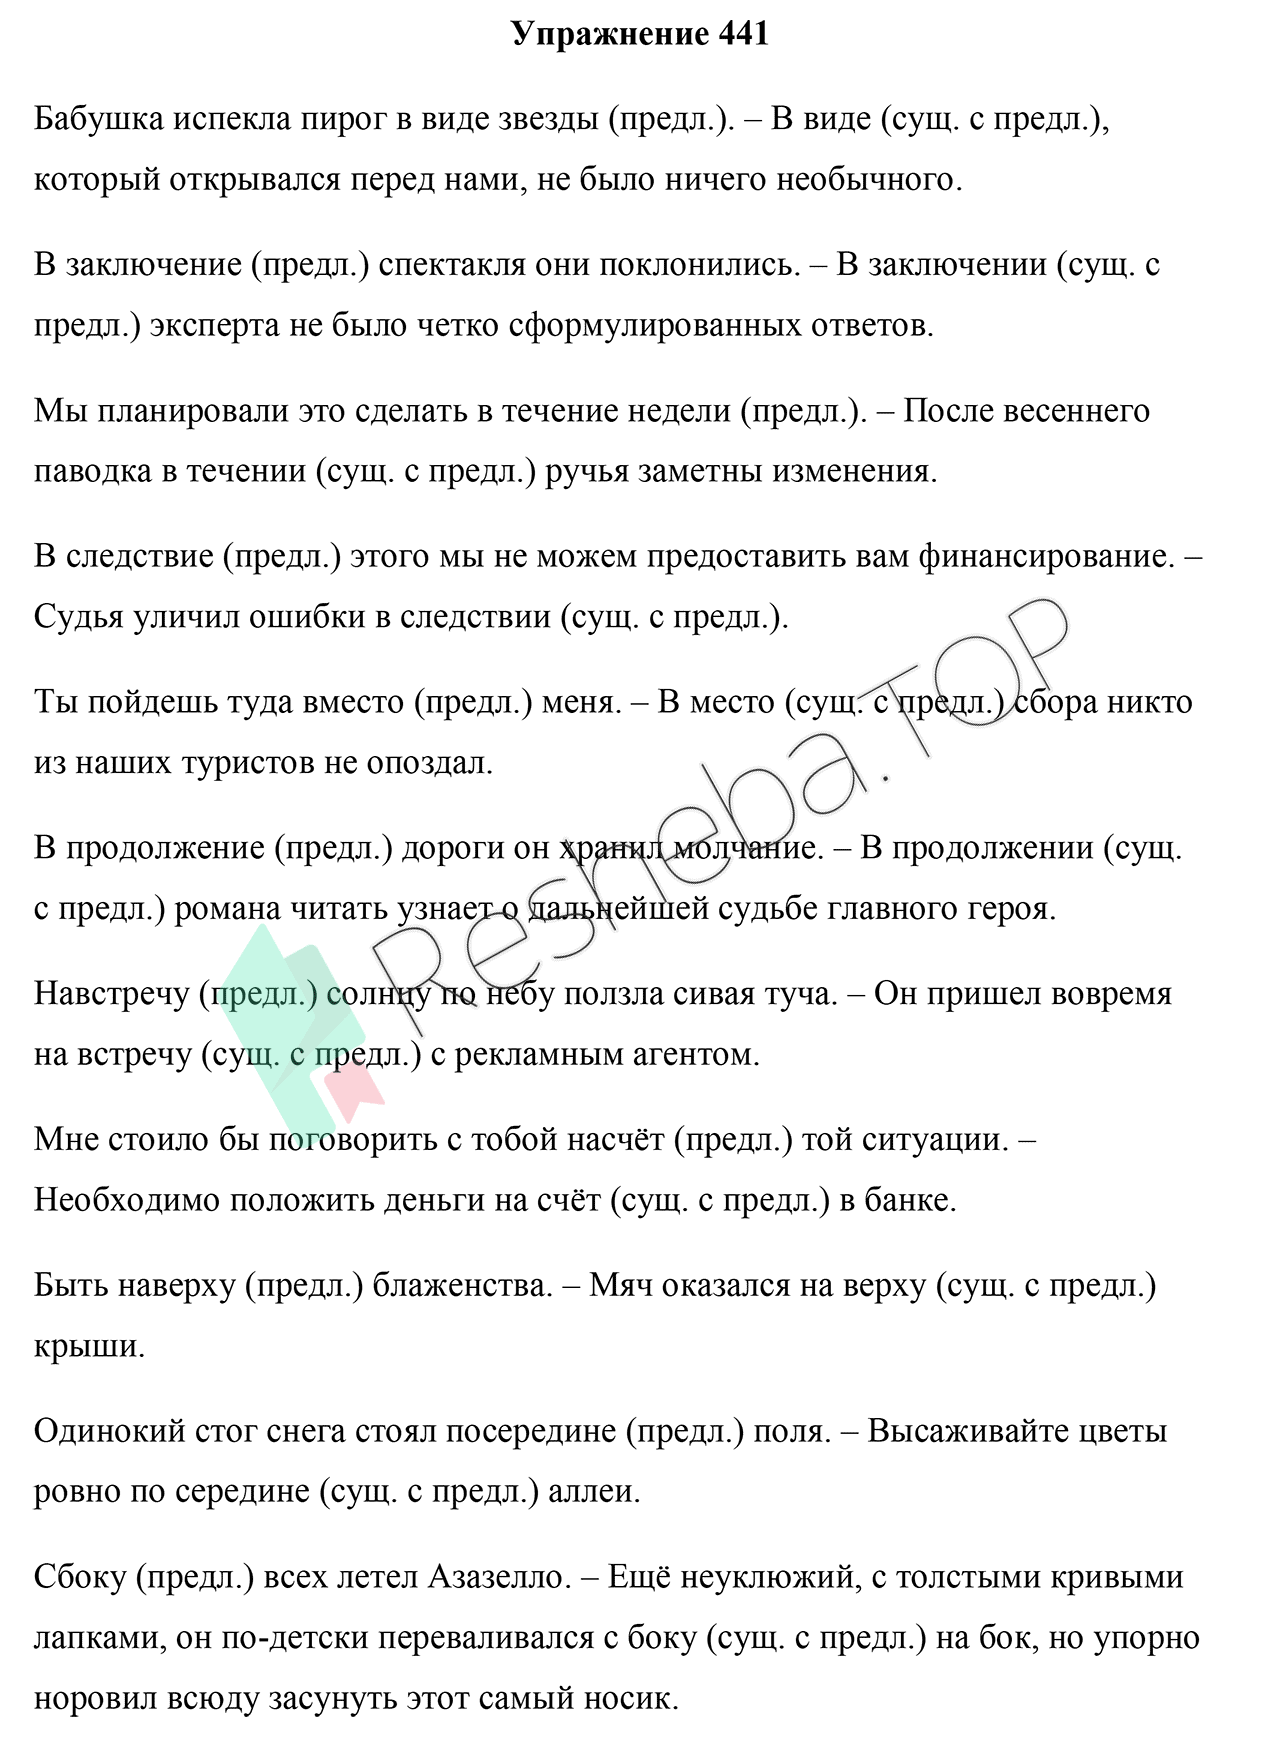 Упражнение 441
Бабушка испекла пирог в виде звезды (предл.). – В виде (сущ. с предл.),
который открывался перед нами, не было ничего необычного.
В заключение (предл.) спектакля они поклонились. – В заключении (сущ. с
предл.) эксперта не было четко сформулированных ответов.
Мы планировали это сделать в течение недели (предл.). – После весеннего
паводка в течении (сущ. с предл.) ручья заметны изменения.
В следствие (предл.) этого мы не можем предоставить вам финансирование. –
Судья уличил ошибки в следствии (сущ. с предл.).
Ты пойдешь туда вместо (предл.) меня. – В место (сущ. с предл.) сбора никто
из наших туристов не опоздал.
В продолжение (предл.) дороги он хранил молчание. – В продолжении (сущ.
с предл.) романа читать узнает о дальнейшей судьбе главного героя.
Навстречу (предл.) солнцу по небу ползла сивая туча. – Он пришел вовремя
на встречу (сущ. с предл.) с рекламным агентом.
Мне стоило бы поговорить с тобой насчёт (предл.) той ситуации. –
Необходимо положить деньги на счёт (сущ. с предл.) в банке.
Быть наверху (предл.) блаженства. – Мяч оказался на верху (сущ. с предл.)
крыши.
Одинокий стог снега стоял посередине (предл.) поля. – Высаживайте цветы
ровно по середине (сущ. с предл.) аллеи.
Сбоку (предл.) всех летел Азазелло. – Ещё неуклюжий, с толстыми кривыми
лапками, он по-детски переваливался с боку (сущ. с предл.) на бок, но упорно
норовил всюду засунуть этот самый носик.
Resheba.TOP